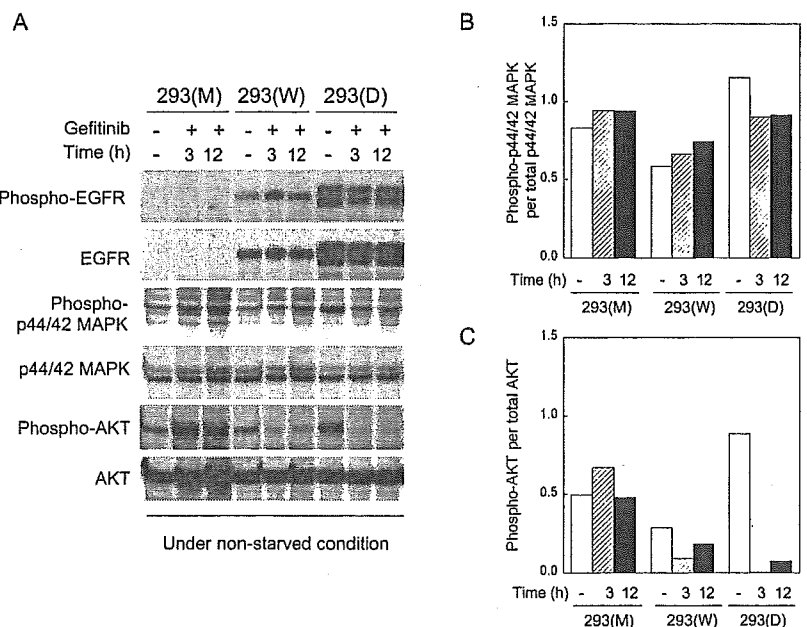 A
293(M) 293(W) 293(D)
Gefitinib - + + - + + - + +
Time (h) - 3 12 - 3 12 - 3 12
Phospho-EGFR
EGFR
Phospho-
p44/42 MAPK
p44/42 MAPK
Phospho-AKT
AKT
Under non-starved condition
B
Phospho-p44/42 MAPK
per total p44/42 MAPK
1.5
1.0
0.5
0.0
Time (h) - 3 12 - 3 12 - 3 12
293(M) 293(W) 293(D)
C
Phospho-AKT per total AKT
1.5
1.0
0.5
0.0
Time (h) - 3 12 - 3 12 - 3 12
293(M) 293(W) 293(D)